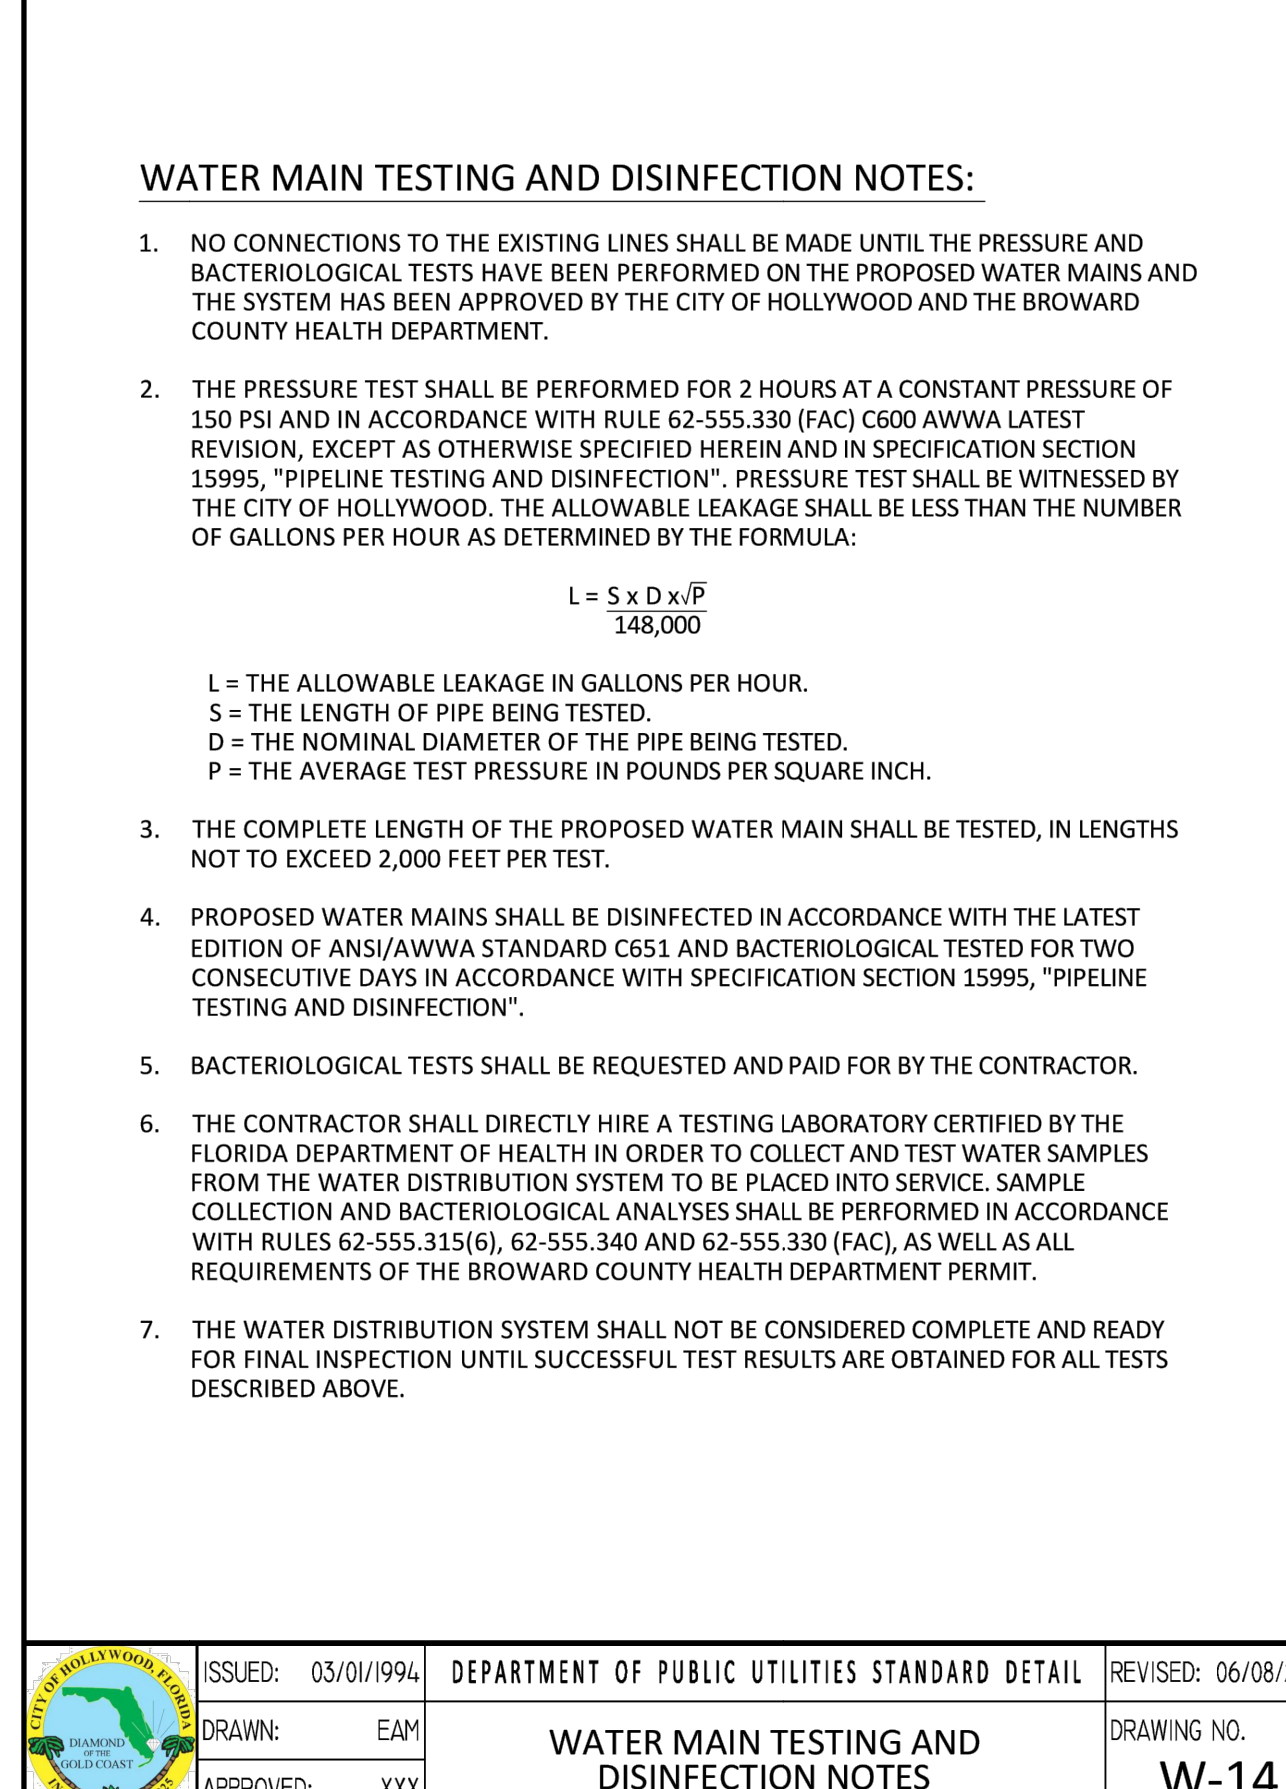 WATER MAIN TESTING AND DISINFECTION NOTES:
1. NO CONNECTIONS TO THE EXISTING LINES SHALL BE MADE UNTIL THE PRESSURE AND
BACTERIOLOGICAL TESTS HAVE BEEN PERFORMED ON THE PROPOSED WATER MAINS AND
THE SYSTEM HAS BEEN APPROVED BY THE CITY OF HOLLYWOOD AND THE BROWARD
COUNTY HEALTH DEPARTMENT.
2. THE PRESSURE TEST SHALL BE PERFORMED FOR 2 HOURS AT A CONSTANT PRESSURE OF
150 PSI AND IN ACCORDANCE WITH RULE 62-555.330 (FAC) C600 AWWA LATEST
REVISION, EXCEPT AS OTHERWISE SPECIFIED HEREIN AND IN SPECIFICATION SECTION
15995, "PIPELINE TESTING AND DISINFECTION". PRESSURE TEST SHALL BE WITNESSED BY
THE CITY OF HOLLYWOOD. THE ALLOWABLE LEAKAGE SHALL BE LESS THAN THE NUMBER
OF GALLONS PER HOUR AS DETERMINED BY THE FORMULA:
L = S x D x√P
148,000
L = THE ALLOWABLE LEAKAGE IN GALLONS PER HOUR.
S = THE LENGTH OF PIPE BEING TESTED.
D = THE NOMINAL DIAMETER OF THE PIPE BEING TESTED.
P = THE AVERAGE TEST PRESSURE IN POUNDS PER SQUARE INCH.
3. THE COMPLETE LENGTH OF THE PROPOSED WATER MAIN SHALL BE TESTED, IN LENGTHS
NOT TO EXCEED 2,000 FEET PER TEST.
4. PROPOSED WATER MAINS SHALL BE DISINFECTED IN ACCORDANCE WITH THE LATEST
EDITION OF ANSI/AWWA STANDARD C651 AND BACTERIOLOGICAL TESTED FOR TWO
CONSECUTIVE DAYS IN ACCORDANCE WITH SPECIFICATION SECTION 15995, "PIPELINE
TESTING AND DISINFECTION".
5. BACTERIOLOGICAL TESTS SHALL BE REQUESTED AND PAID FOR BY THE CONTRACTOR.
6. THE CONTRACTOR SHALL DIRECTLY HIRE A TESTING LABORATORY CERTIFIED BY THE
FLORIDA DEPARTMENT OF HEALTH IN ORDER TO COLLECT AND TEST WATER SAMPLES
FROM THE WATER DISTRIBUTION SYSTEM TO BE PLACED INTO SERVICE. SAMPLE
COLLECTION AND BACTERIOLOGICAL ANALYSES SHALL BE PERFORMED IN ACCORDANCE
WITH RULES 62-555.315(6), 62-555.340 AND 62-555.330 (FAC), AS WELL AS ALL
REQUIREMENTS OF THE BROWARD COUNTY HEALTH DEPARTMENT PERMIT.
7. THE WATER DISTRIBUTION SYSTEM SHALL NOT BE CONSIDERED COMPLETE AND READY
FOR FINAL INSPECTION UNTIL SUCCESSFUL TEST RESULTS ARE OBTAINED FOR ALL TESTS
DESCRIBED ABOVE.
CITY OF HOLLYWOOD, FLORIDA
DIAMOND
OF THE
GOLD COAST
ISSUED: 03/01/1994
DRAWN: EAM
APPROVED: XXX
DEPARTMENT OF PUBLIC UTILITIES STANDARD DETAIL
WATER MAIN TESTING AND
DISINFECTION NOTES
REVISED: 06/08/
DRAWING NO.
W-14